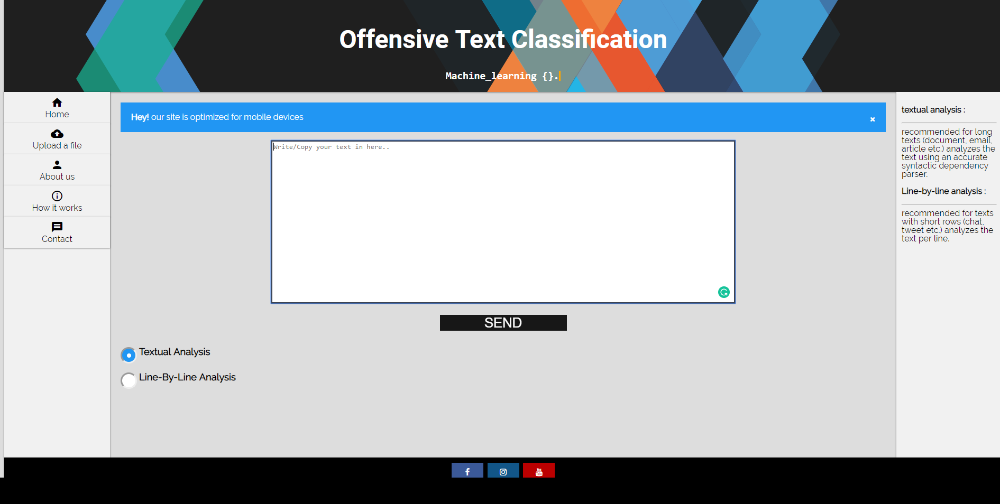 Offensive Text Classification
Machine_learning {}.
Home
Upload a file
About us
How it works
Contact
Hey! our site is optimized for mobile devices
×
Write/Copy your text in here..
SEND
Textual Analysis
Line-By-Line Analysis
textual analysis :
recommended for long
texts (document, email,
article etc.) analyzes the
text using an accurate
syntactic dependency
parser.
Line-by-line analysis :
recommended for texts
with short rows (chat,
tweet etc.) analyzes the
text per line.
f
You
Tube